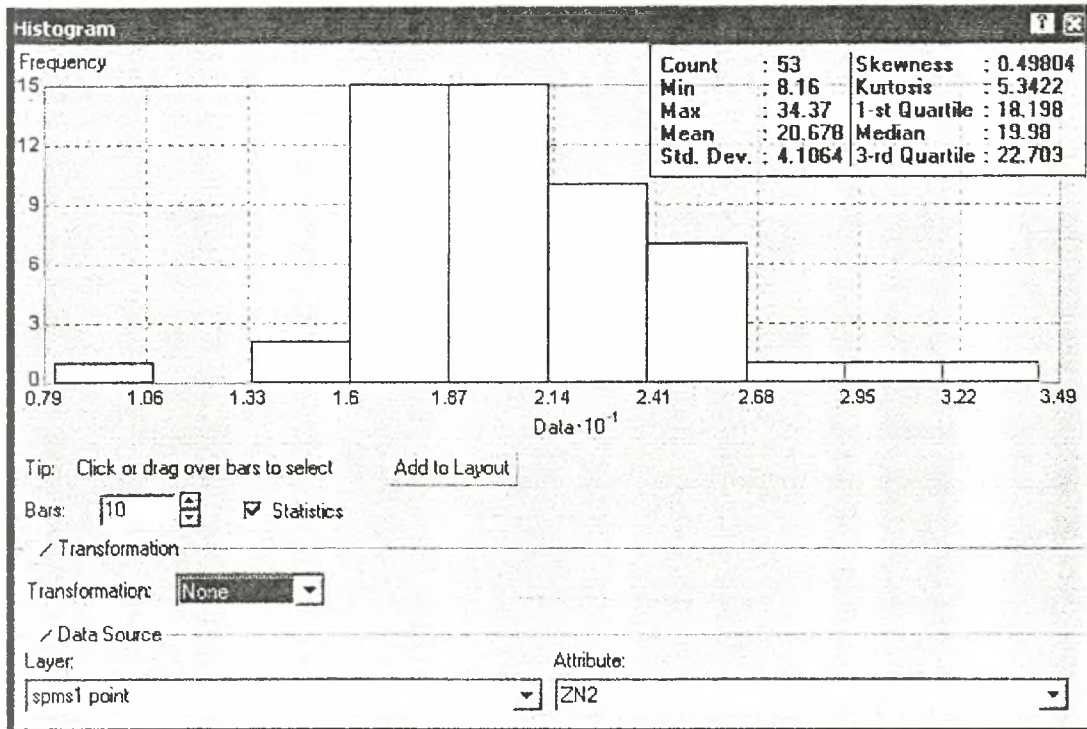 Histogram
Frequency
Count : 53 Skewness : 0.49804
Min : 8.16 Kurtosis : 5.3422
Max : 34.37 1-st Quartile : 18.198
Mean : 20.678 Median : 19.98
Std. Dev. : 4.1064 3-rd Quartile : 22.703
15
12
9
6
3
0
0.79 1.06 1.33 1.6 1.87 2.14 2.41 2.68 2.95 3.22 3.49
Data·10⁻¹
Tip: Click or drag over bars to select Add to Layout
Bars: 10 Statistics
Transformation
Transformation: None
Data Source
Layer: Attribute:
spms1 point ZN2